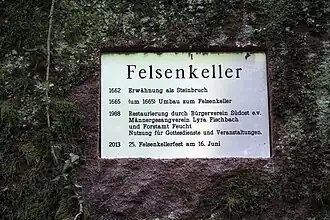 Felsenkeller
1662 Erwähnung als Steinbruch
1665 (um 1665) Umbau zum Felsenkeller
1988 Restaurierung durch Bürgerverein Südost e.V.
Männergesangverein Lyra Fischbach
und Forstamt Feucht
Nutzung für Gottesdienste und Veranstaltungen.
2013 25. Felsenkellerfest am 16. Juni